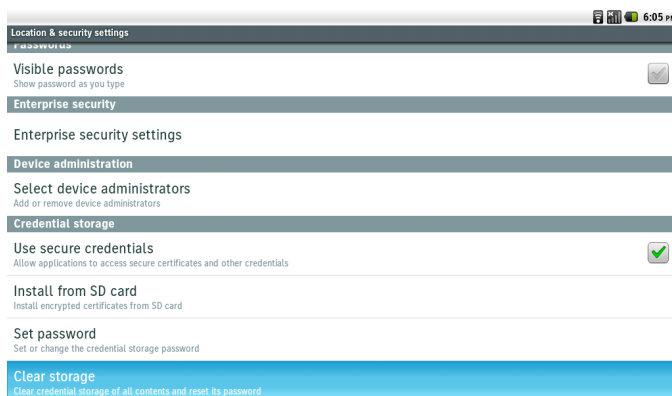 6:05 PM
Location & security settings
Passwords
Visible passwords
Show password as you type
Enterprise security
Enterprise security settings
Device administration
Select device administrators
Add or remove device administrators
Credential storage
Use secure credentials
Allow applications to access secure certificates and other credentials
Install from SD card
Install encrypted certificates from SD card
Set password
Set or change the credential storage password
Clear storage
Clear credential storage of all contents and reset its password